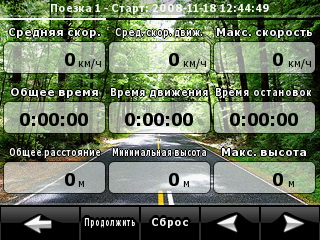 Поезка 1 - Старт: 2008-11-18 12:44:49
Средняя скор. Сред.скор. движ. Макс. скорость
0 км/ч 0 км/ч 0 км/ч
Общее время Время движения Время остановок
0:00:00 0:00:00 0:00:00
Общее расстояние Минимальная высота Макс. высота
0 м 0 м 0 м
Продолжить Сброс